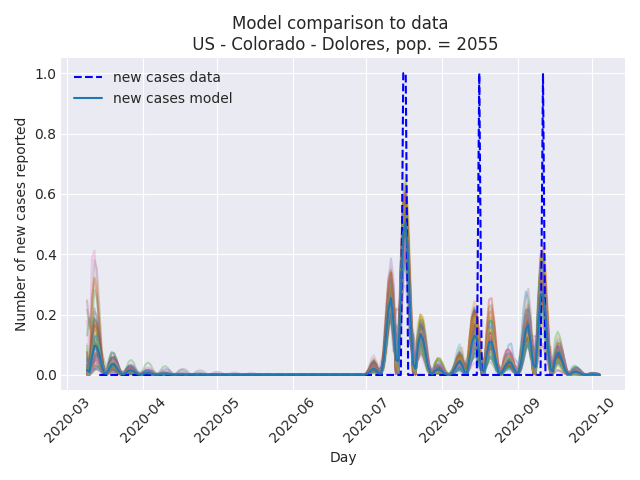 Model comparison to data
US - Colorado - Dolores, pop. = 2055
new cases data
new cases model
Number of new cases reported
1.0
0.8
0.6
0.4
0.2
0.0
2020-03
2020-04
2020-05
2020-06
2020-07
2020-08
2020-09
2020-10
Day